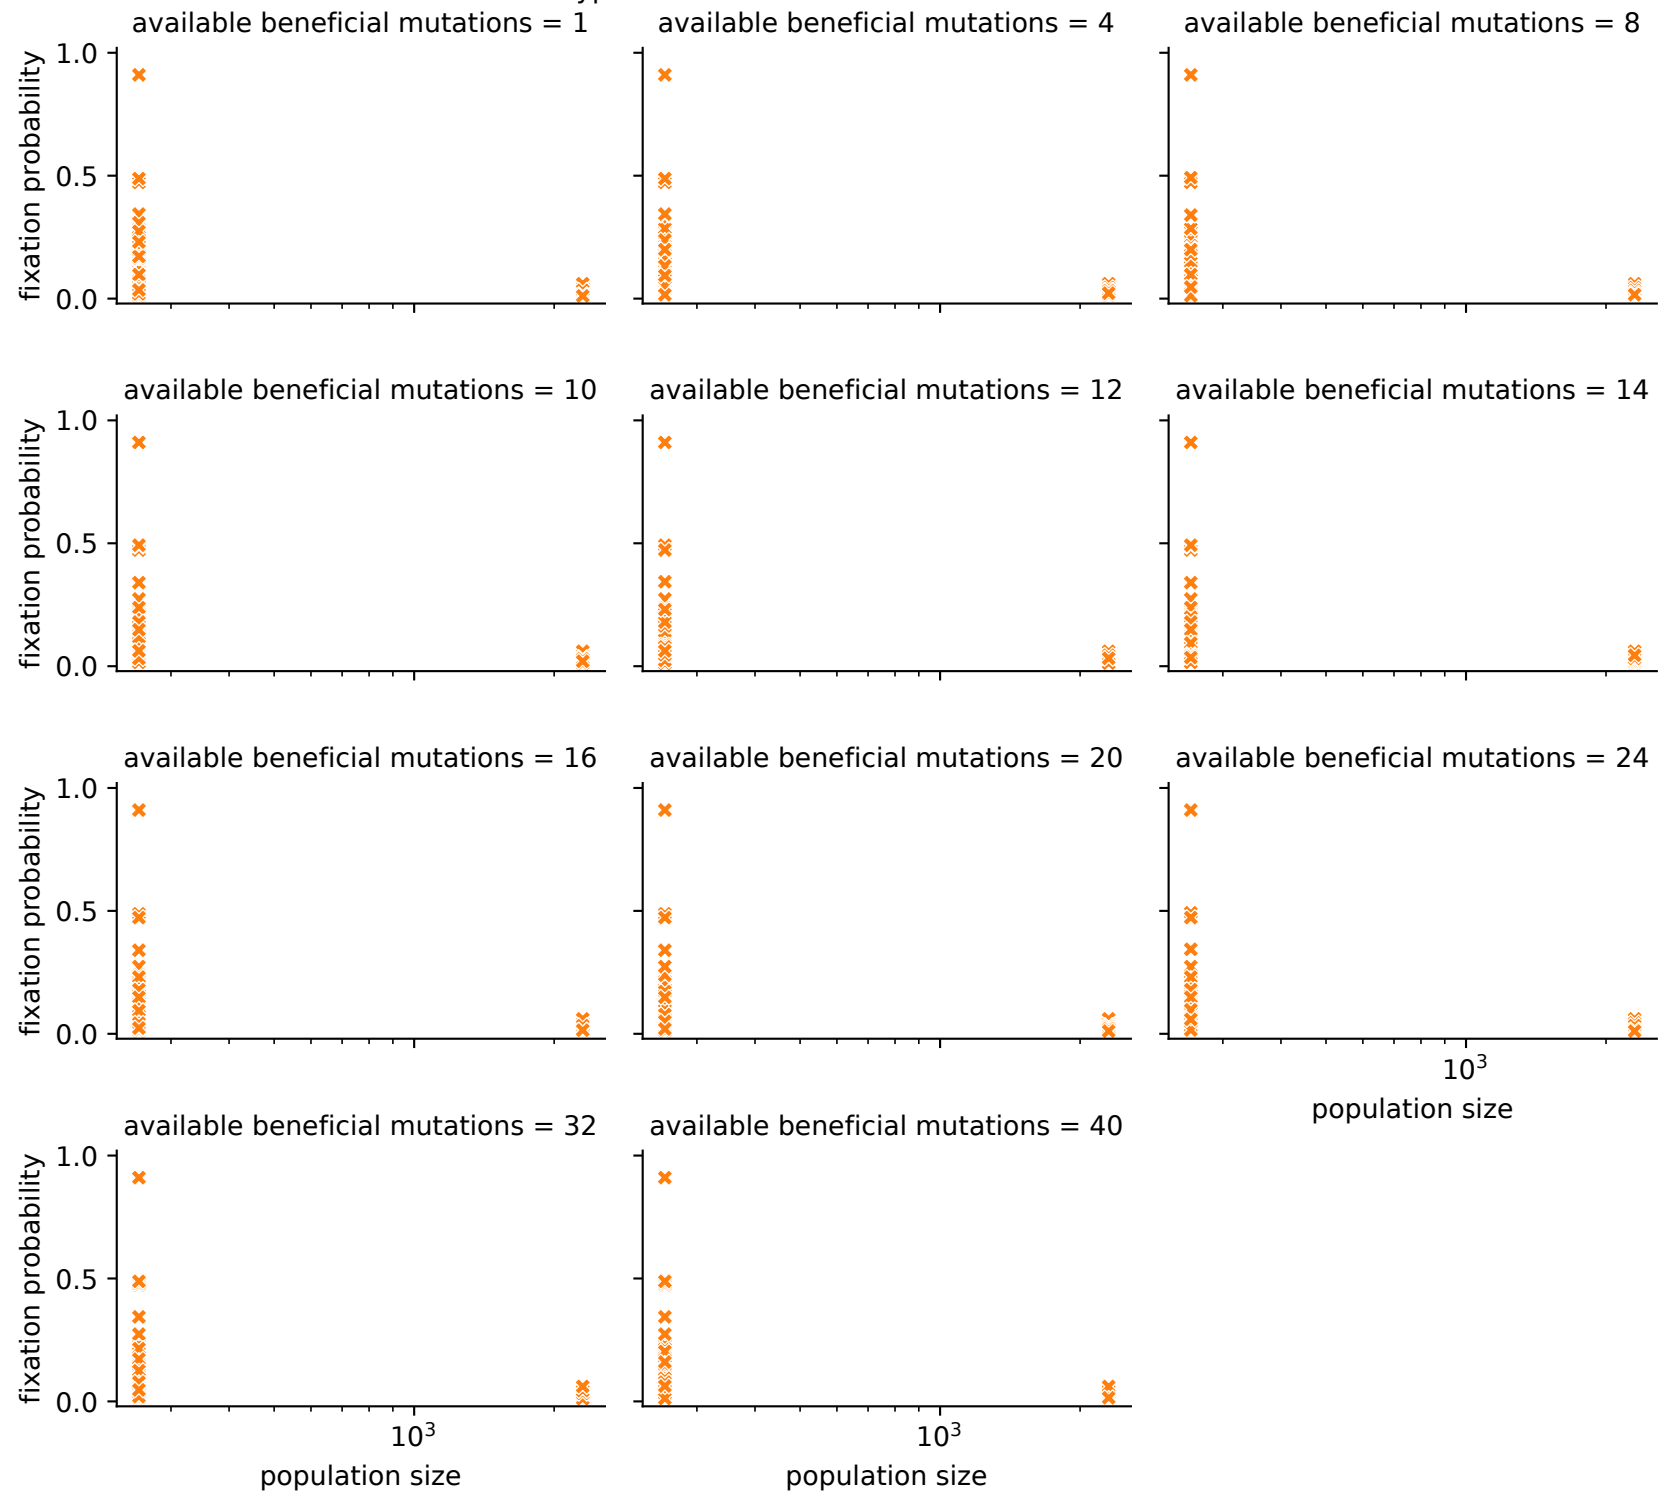 available beneficial mutations = 1
available beneficial mutations = 4
available beneficial mutations = 8
fixation probability
1.0
0.5
0.0
available beneficial mutations = 10
available beneficial mutations = 12
available beneficial mutations = 14
fixation probability
1.0
0.5
0.0
available beneficial mutations = 16
available beneficial mutations = 20
available beneficial mutations = 24
fixation probability
1.0
0.5
0.0
10³
population size
available beneficial mutations = 32
available beneficial mutations = 40
fixation probability
1.0
0.5
0.0
10³
10³
population size
population size